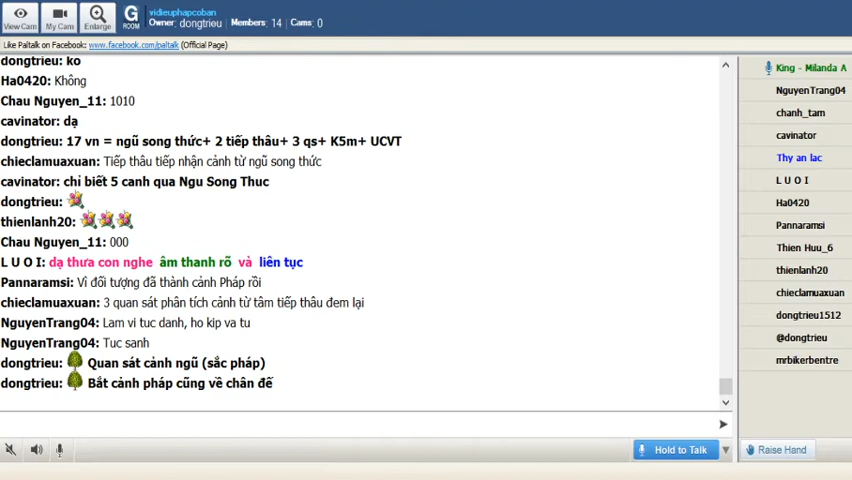 View Cam
My Cam
Enlarge
G
ROOM
vidieuphapcoban
Owner: dongtrieu Members: 14 Cams: 0
Like Paltalk on Facebook: www.facebook.com/paltalk (Official Page)
dongtrieu: ko
Ha0420: Không
Chau Nguyen_11: 1010
cavinator: dạ
dongtrieu: 17 vn = ngũ song thức+ 2 tiếp thâu+ 3 qs+ K5m+ UCVT
chieclamuaxuan: Tiếp thâu tiếp nhận cảnh từ ngũ song thức
cavinator: chỉ biết 5 canh qua Ngu Song Thuc
dongtrieu:
thienlanh20:
Chau Nguyen_11: 000
L U O I: dạ thưa con nghe âm thanh rõ và liên tục
Pannaramsi: Vì đối tượng đã thành cảnh Pháp rồi
chieclamuaxuan: 3 quan sát phân tích cảnh từ tâm tiếp thâu đem lại
NguyenTrang04: Lam vi tuc danh, ho kip va tu
NguyenTrang04: Tuc sanh
dongtrieu: Quan sát cảnh ngũ (sắc pháp)
dongtrieu: Bắt cảnh pháp cũng về chân đế
King - Milanda A
NguyenTrang04
chanh_tam
cavinator
Thy an lac
L U O I
Ha0420
Pannaramsi
Thien Huu_6
thienlanh20
chieclamuaxuan
dongtrieu1512
@dongtrieu
mrbikerbentre
Hold to Talk
Raise Hand